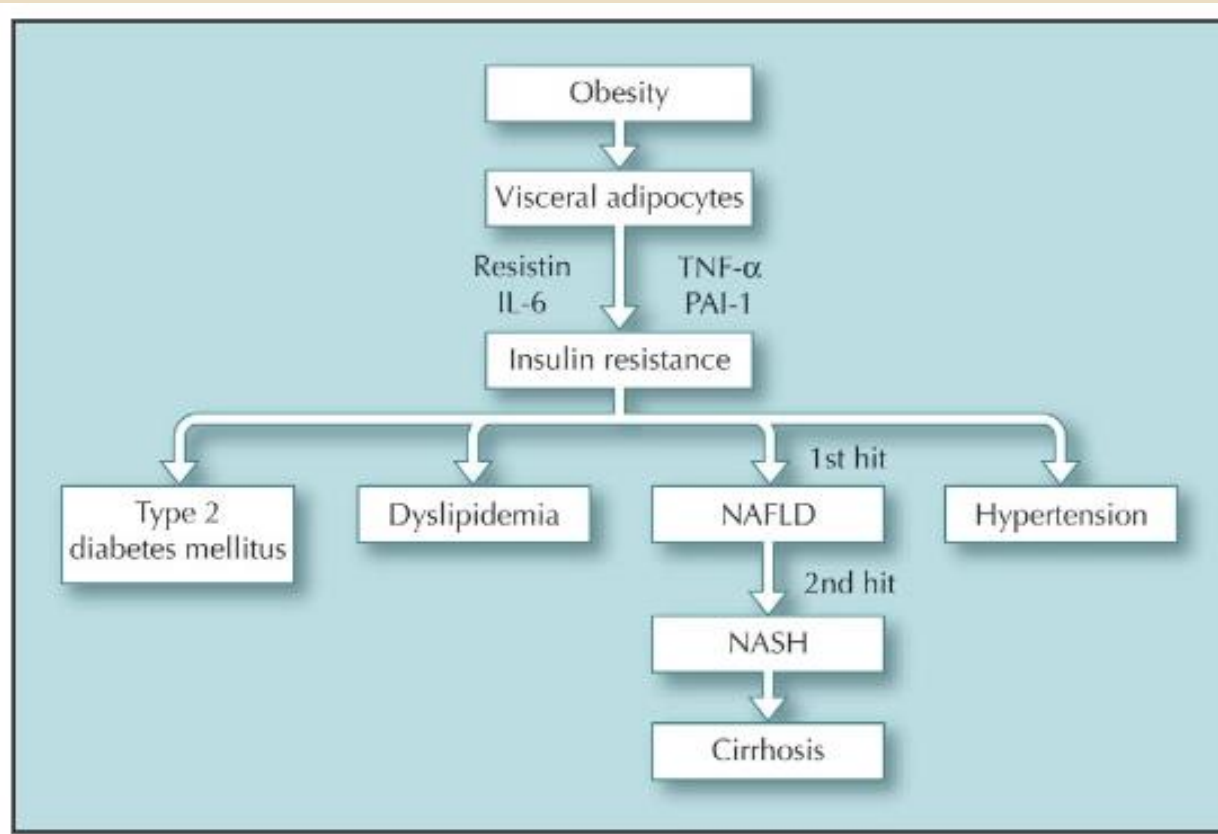 Obesity
Visceral adipocytes
Resistin
IL-6
TNF-α
PAI-1
Insulin resistance
1st hit
Type 2
diabetes mellitus
Dyslipidemia
NAFLD
Hypertension
2nd hit
NASH
Cirrhosis